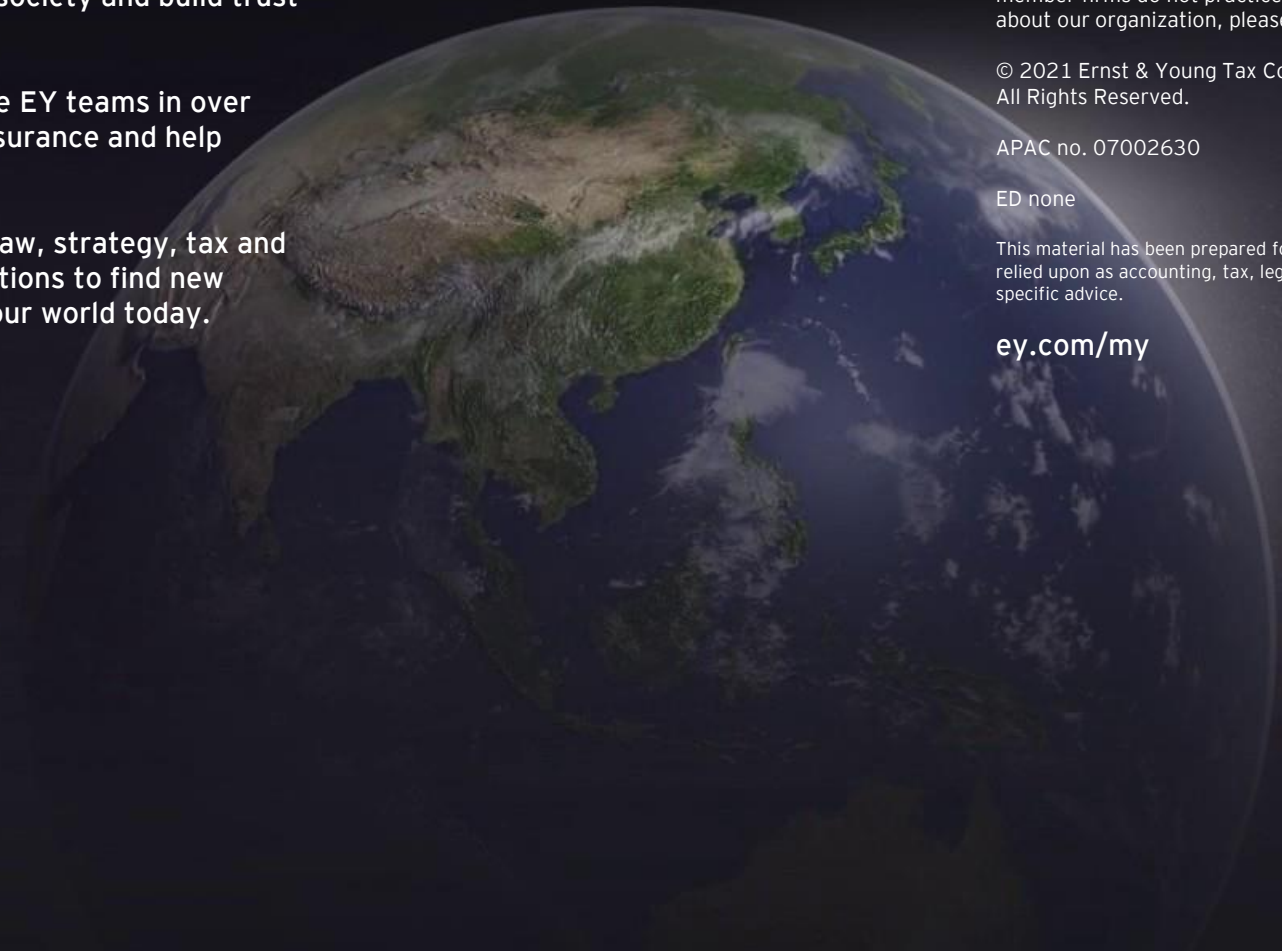 society and build trust
e EY teams in over
surance and help
aw, strategy, tax and
tions to find new
our world today.
member firms do not practice
about our organization, please
© 2021 Ernst & Young Tax Co
All Rights Reserved.
APAC no. 07002630
ED none
This material has been prepared fo
relied upon as accounting, tax, leg
specific advice.
ey.com/my